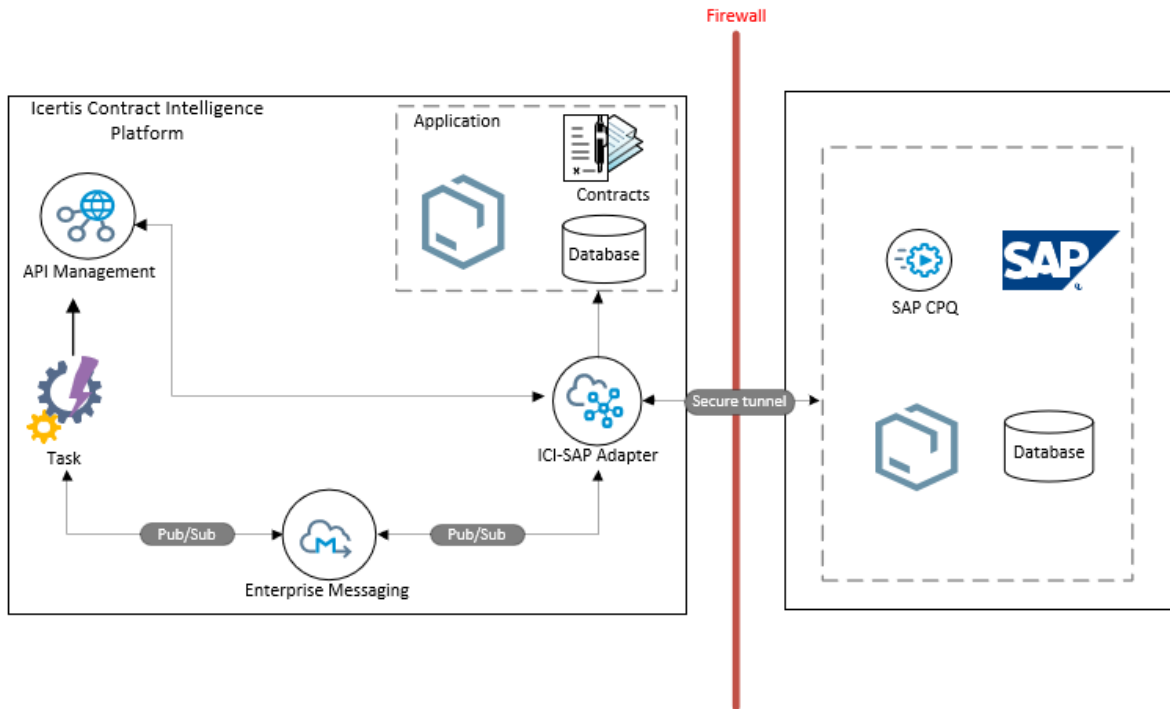 Firewall
Icertis Contract Intelligence
Platform
Application
Contracts
Database
API Management
Task
ICI-SAP Adapter
Pub/Sub
Pub/Sub
Enterprise Messaging
Secure tunnel
SAP CPQ
SAP
Database